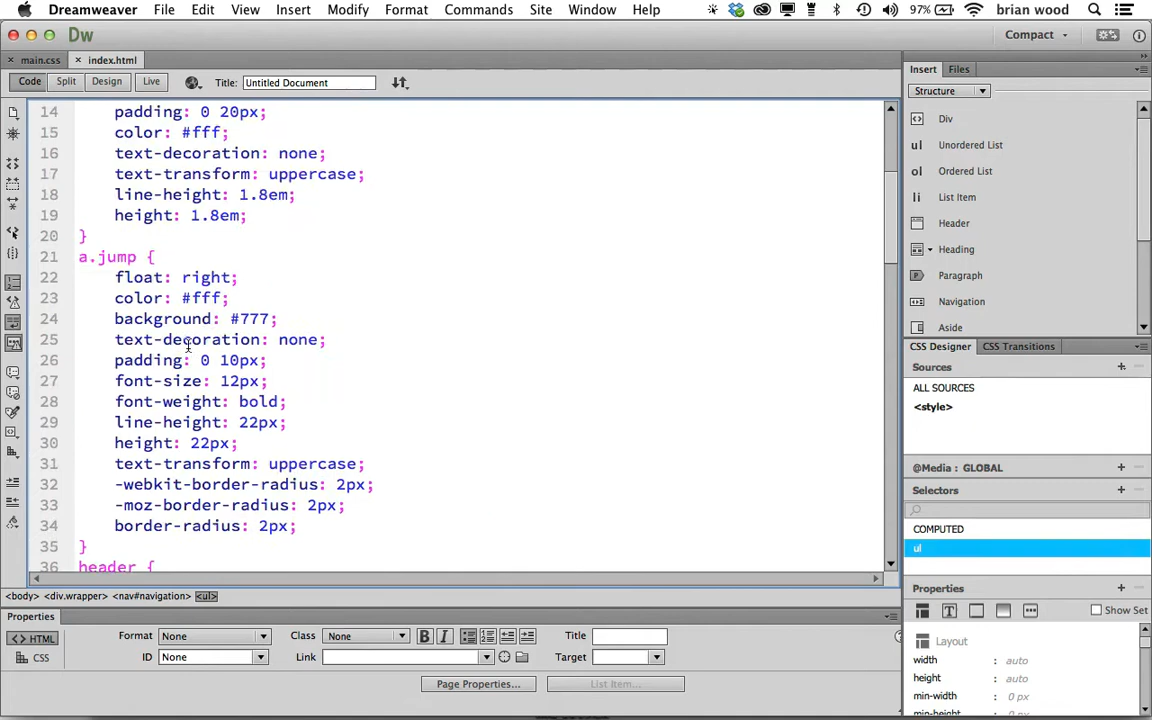 Dreamweaver File Edit View Insert Modify Format Commands Site Window Help 97% brian wood
Dw Compact
main.css index.html
Code Split Design Live Title: Untitled Document
14 padding: 0 20px;
15 color: #fff;
16 text-decoration: none;
17 text-transform: uppercase;
18 line-height: 1.8em;
19 height: 1.8em;
20 }
21 a.jump {
22 float: right;
23 color: #fff;
24 background: #777;
25 text-decoration: none;
26 padding: 0 10px;
27 font-size: 12px;
28 font-weight: bold;
29 line-height: 22px;
30 height: 22px;
31 text-transform: uppercase;
32 -webkit-border-radius: 2px;
33 -moz-border-radius: 2px;
34 border-radius: 2px;
35 }
36 header {
<body> <div.wrapper> <nav#navigation> <ul>
Properties
<> HTML Format None Class None B I Title
CSS ID None Link Target
Page Properties... List Item...
Insert Files
Structure
Div
ul Unordered List
ol Ordered List
li List Item
Header
Heading
Paragraph
Navigation
Aside
CSS Designer CSS Transitions
Sources
ALL SOURCES
<style>
@Media : GLOBAL
Selectors
COMPUTED
ul
Properties
T Show Set
Layout
width : auto
height : auto
min-width : 0 px
min-height : 0 px